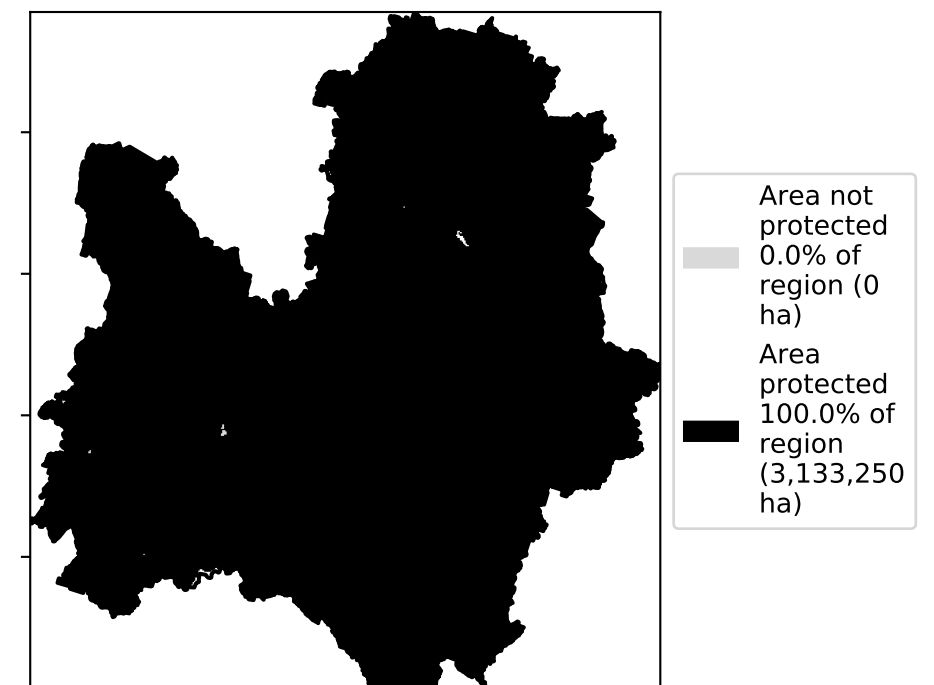 Area not
protected
0.0% of
region (0
ha)
Area
protected
100.0% of
region
(3,133,250
ha)